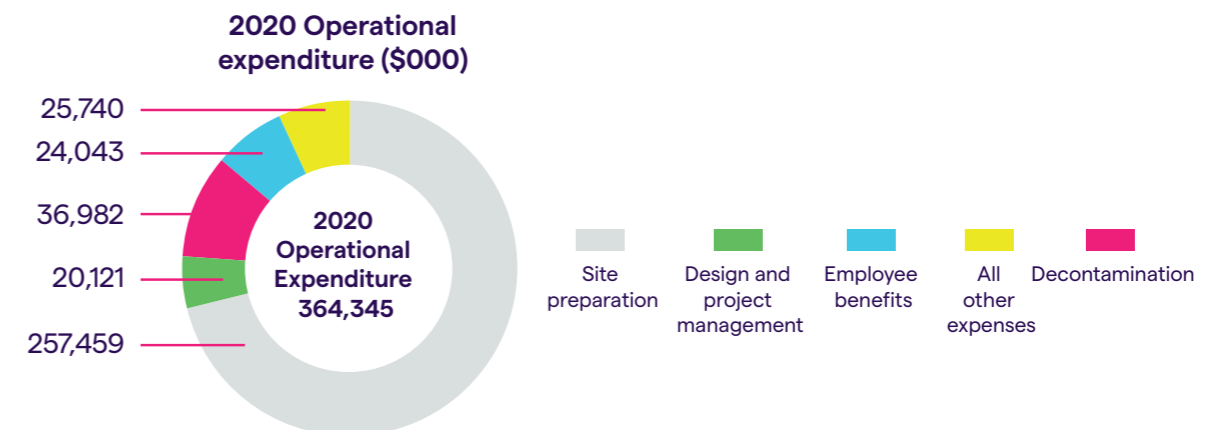 2020 Operational
expenditure ($000)
25,740
24,043
36,982
20,121
257,459
2020
Operational
Expenditure
364,345
Site
preparation
Design and
project
management
Employee
benefits
All
other
expenses
Decontamination